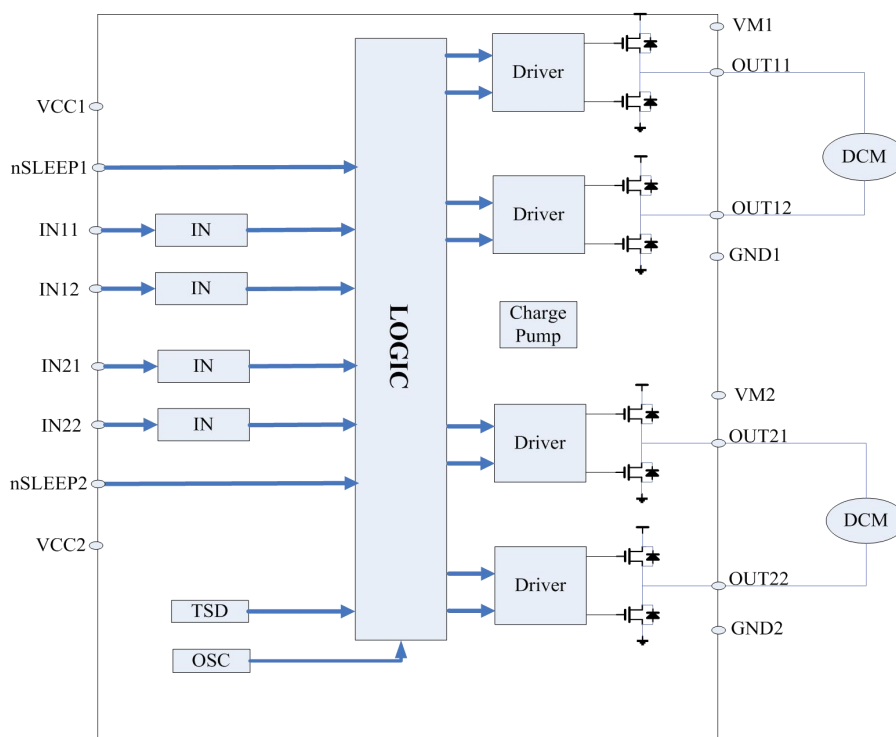 VCC1
nSLEEP1
IN11
IN
IN12
IN
IN21
IN
IN22
IN
nSLEEP2
VCC2
TSD
OSC
LOGIC
Driver
Driver
Charge
Pump
Driver
Driver
VM1
OUT11
DCM
OUT12
GND1
VM2
OUT21
DCM
OUT22
GND2